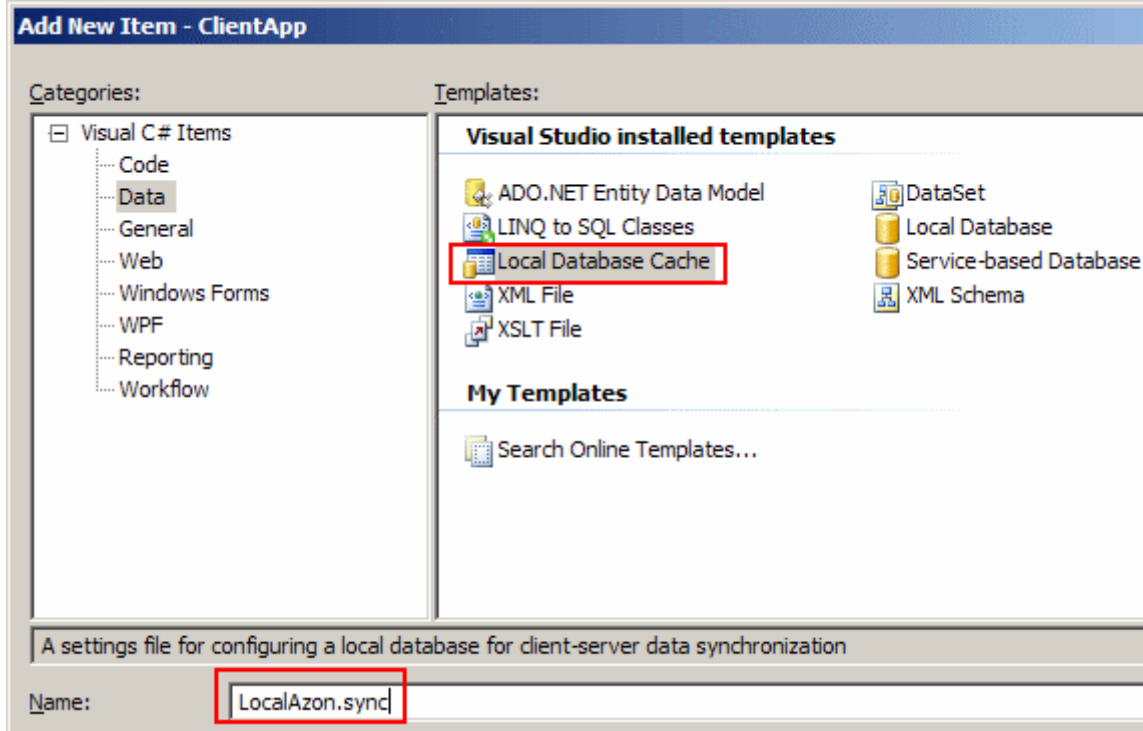 Add New Item - ClientApp
Categories:
Templates:
Visual C# Items
Code
Data
General
Web
Windows Forms
WPF
Reporting
Workflow
Visual Studio installed templates
ADO.NET Entity Data Model
DataSet
LINQ to SQL Classes
Local Database
Local Database Cache
Service-based Database
XML File
XML Schema
XSLT File
My Templates
Search Online Templates...
A settings file for configuring a local database for client-server data synchronization
Name:
LocalAzon.sync